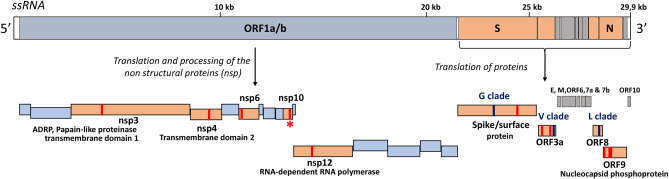 ssRNA
10 kb
20 kb
25 kb
29,9 kb
5’
ORF1a/b
S
N
3’
Translation and processing of the
non structural proteins (nsp)
Translation of proteins
nsp6
nsp10
nsp3
nsp4
*
ADRP, Papain-like proteinase
transmembrane domain 1
Transmembrane domain 2
nsp12
RNA-dependent RNA polymerase
G clade
Spike/surface
protein
E, M,ORF6,7a & 7b
ORF10
V clade
L clade
ORF3a
ORF8
ORF9
Nucleocapsid phosphoprotein